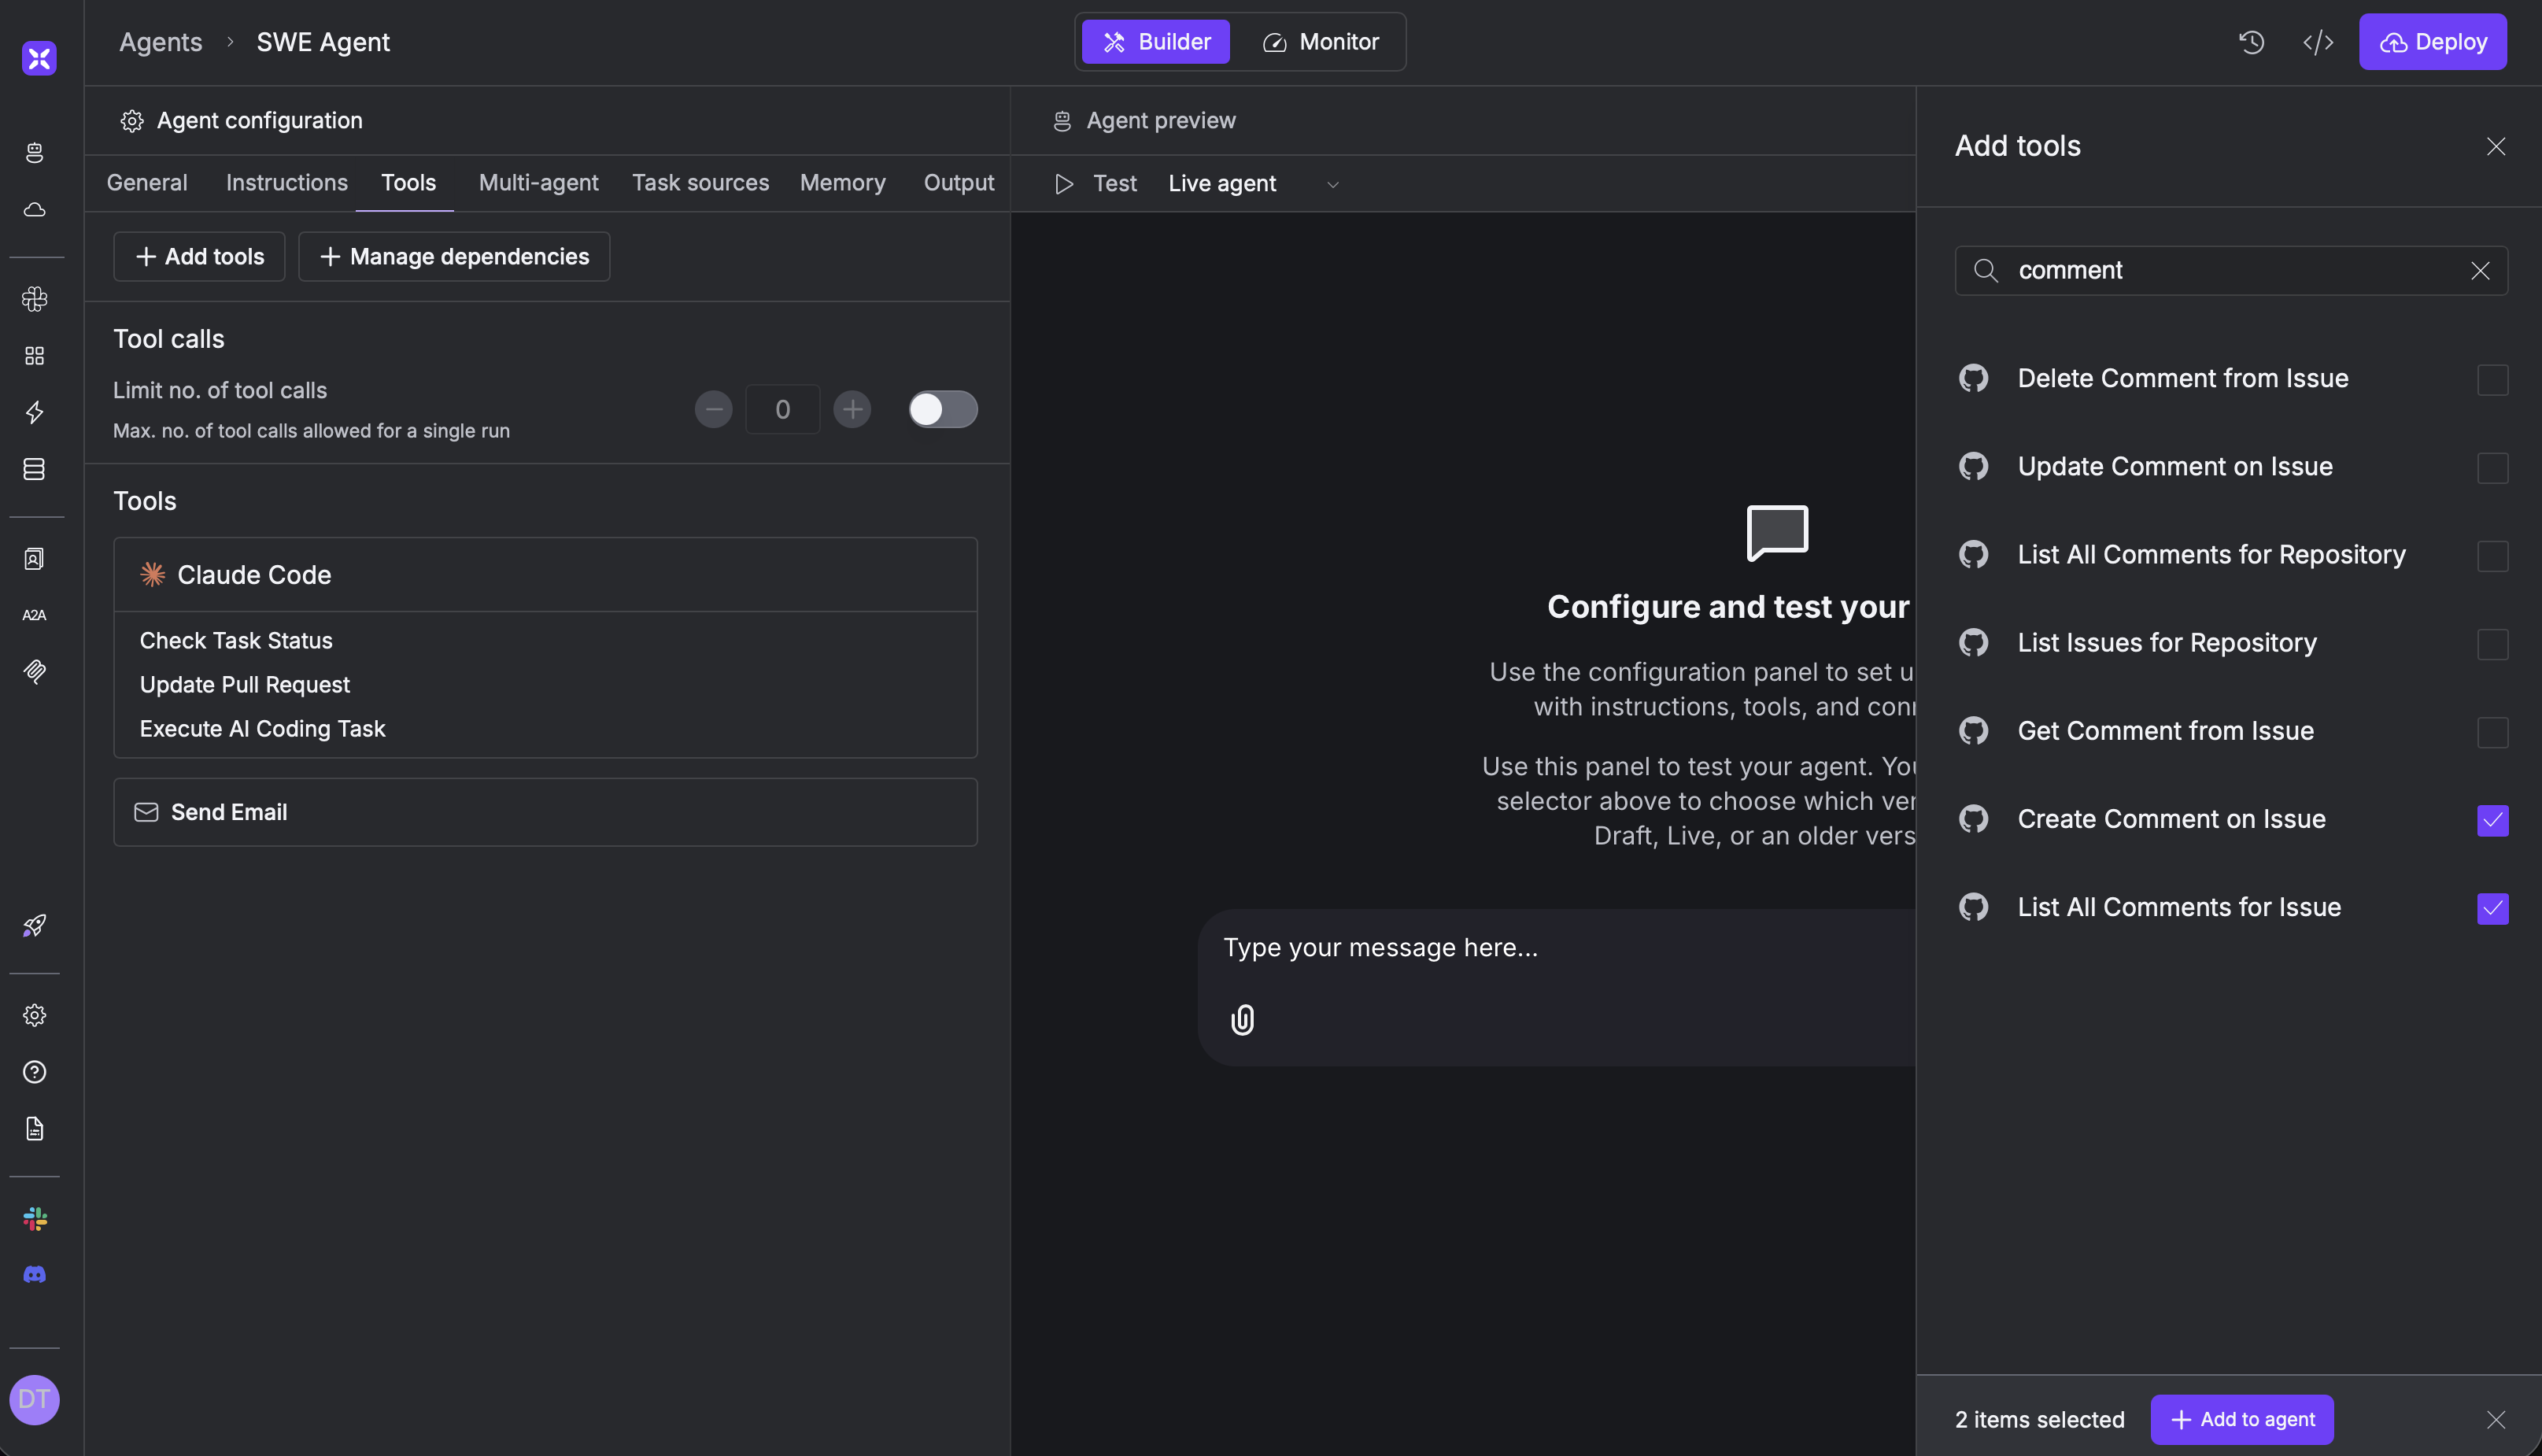 Agents
SWE Agent
Builder
Monitor
Deploy
Agent configuration
General
Instructions
Tools
Multi-agent
Task sources
Memory
Output
Add tools
Manage dependencies
Tool calls
Limit no. of tool calls
Max. no. of tool calls allowed for a single run
0
Tools
Claude Code
Check Task Status
Update Pull Request
Execute AI Coding Task
Send Email
A2A
DT
Agent preview
Test
Live agent
Configure and test your
Use the configuration panel to set u
with instructions, tools, and con
Use this panel to test your agent. You
selector above to choose which ver
Draft, Live, or an older vers
Type your message here...
Add tools
comment
Delete Comment from Issue
Update Comment on Issue
List All Comments for Repository
List Issues for Repository
Get Comment from Issue
Create Comment on Issue
List All Comments for Issue
2 items selected
Add to agent